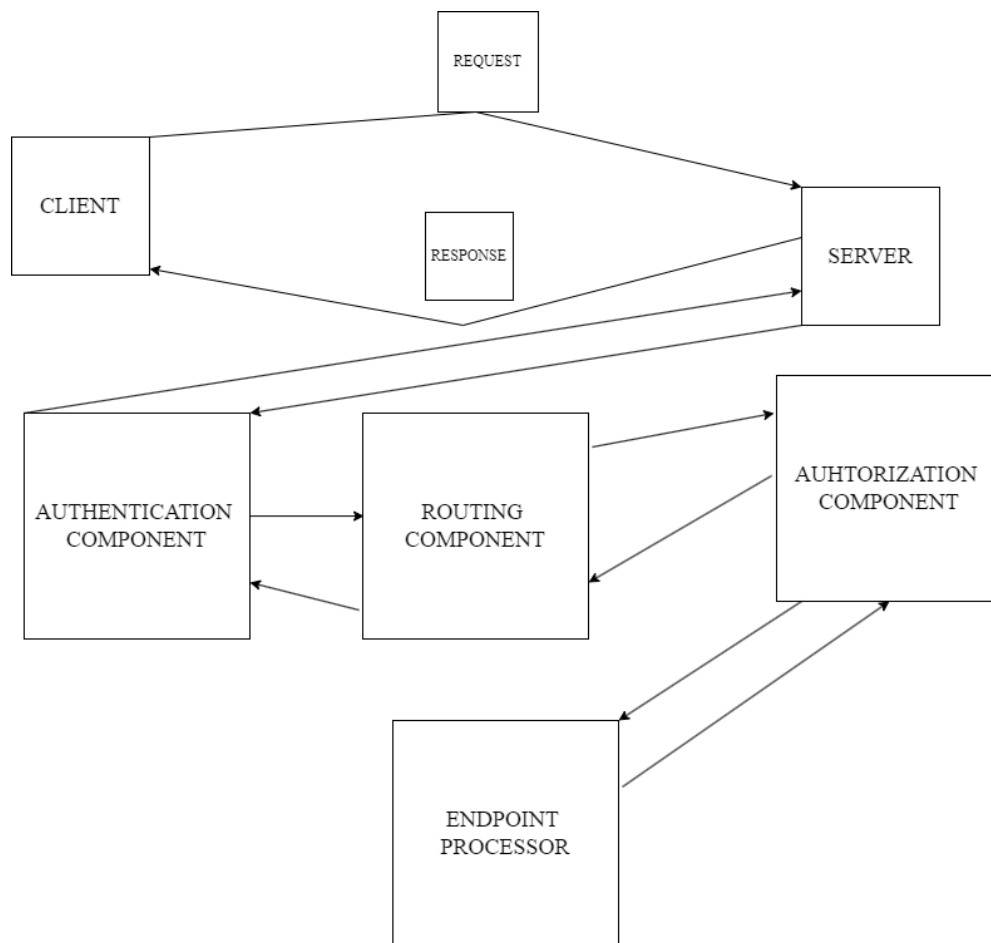 REQUEST
CLIENT
RESPONSE
SERVER
AUTHENTICATION
COMPONENT
ROUTING
COMPONENT
AUHTORIZATION
COMPONENT
ENDPOINT
PROCESSOR